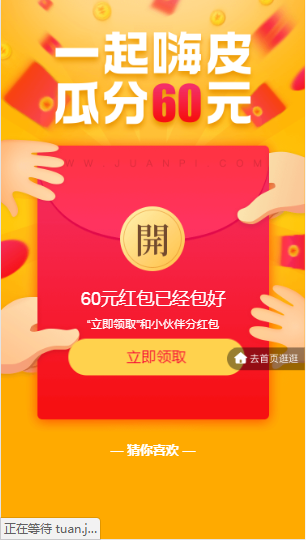 一起嗨皮
瓜分60元
WWW.JUANPI.COM
開
60元红包已经包好
“立即领取”和小伙伴分红包
立即领取
去首页逛逛
— 猜你喜欢 —
正在等待 tuan.j...